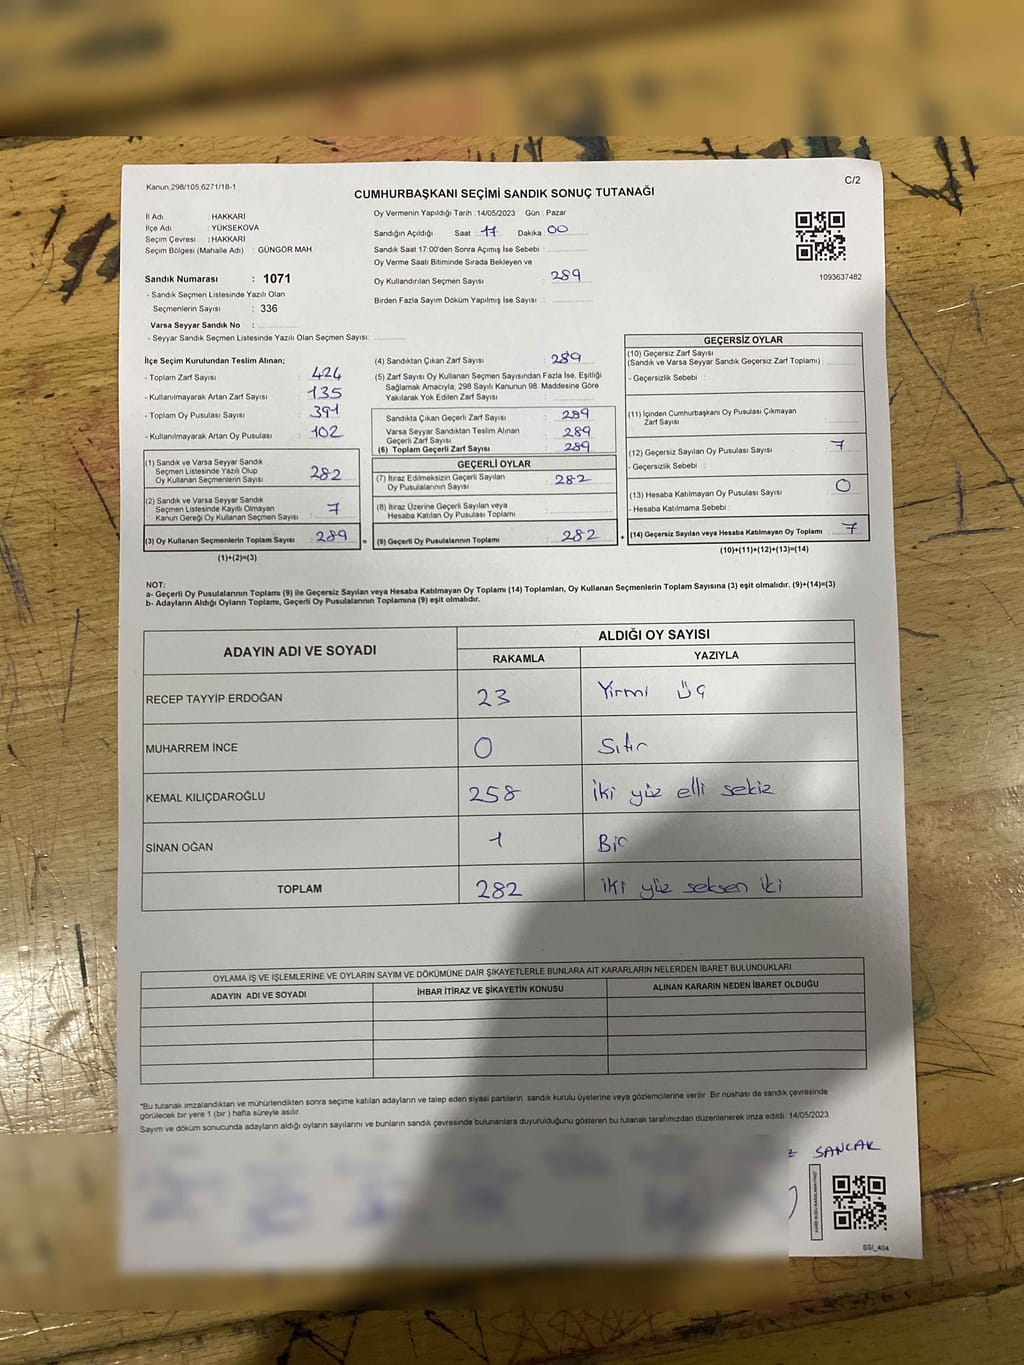 Kanun,298/105,6271/18-1
C/2
CUMHURBAŞKANI SEÇİMİ SANDIK SONUÇ TUTANAĞI
İl Adı : HAKKARİ
İlçe Adı : YÜKSEKOVA
Seçim Çevresi : HAKKARİ
Seçim Bölgesi (Mahalle Adı) : GÜNGÖR MAH
Sandık Numarası : 1071
- Sandık Seçmen Listesinde Yazılı Olan
Seçmenlerin Sayısı : 336
Varsa Seyyar Sandık No :
- Seyyar Sandık Seçmen Listesinde Yazılı Olan Seçmen Sayısı:
Oy Vermenin Yapıldığı Tarih : 14/05/2023 Gün : Pazar
Sandığın Açıldığı Saat : 17 Dakika : 00
Sandık Saat 17:00'den Sonra Açımış İse Sebebi :
Oy Verme Saati Bitiminde Sırada Bekleyen ve
Oy Kullandırılan Seçmen Sayısı : 289
Birden Fazla Sayım Döküm Yapılmış İse Sayısı :
1093637482
İlçe Seçim Kurulundan Teslim Alınan;
- Toplam Zarf Sayısı : 424
- Kullanılmayarak Artan Zarf Sayısı : 135
- Toplam Oy Pusulası Sayısı : 391
- Kullanılmayarak Artan Oy Pusulası : 102
(1) Sandık ve Varsa Seyyar Sandık
Seçmen Listesinde Yazılı Olup
Oy Kullanan Seçmenlerin Sayısı : 282
(2) Sandık ve Varsa Seyyar Sandık
Seçmen Listesinde Kayıtlı Olmayan
Kanun Gereği Oy Kullanan Seçmen Sayısı : 7
(3) Oy Kullanan Seçmenlerin Toplam Sayısı : 289
(1)+(2)=(3)
(4) Sandıktan Çıkan Zarf Sayısı : 289
(5) Zarf Sayısı Oy Kullanan Seçmen Sayısından Fazla İse, Eşitliği
Sağlamak Amacıyla, 298 Sayılı Kanunun 98. Maddesine Göre
Yakılarak Yok Edilen Zarf Sayısı :
Sandıkta Çıkan Geçerli Zarf Sayısı : 289
Varsa Seyyar Sandıktan Teslim Alınan
Geçerli Zarf Sayısı : 289
(6) Toplam Geçerli Zarf Sayısı : 289
GEÇERLİ OYLAR
(7) İtiraz Edilmeksizin Geçerli Sayılan
Oy Pusulalarının Sayısı : 282
(8) İtiraz Üzerine Geçerli Sayılan veya
Hesaba Katılan Oy Pusulası Toplamı :
= (9) Geçerli Oy Pusulalarının Toplamı : 282
GEÇERSİZ OYLAR
(10) Geçersiz Zarf Sayısı
(Sandık ve Varsa Seyyar Sandık Geçersiz Zarf Toplamı) :
- Geçersizlik Sebebi :
(11) İçinden Cumhurbaşkanı Oy Pusulası Çıkmayan
Zarf Sayısı :
(12) Geçersiz Sayılan Oy Pusulası Sayısı : 7
- Geçersizlik Sebebi :
(13) Hesaba Katılmayan Oy Pusulası Sayısı : 0
- Hesaba Katılmama Sebebi :
+ (14) Geçersiz Sayılan veya Hesaba Katılmayan Oy Toplamı : 7
(10)+(11)+(12)+(13)=(14)
NOT:
a- Geçerli Oy Pusulalarının Toplamı (9) ile Geçersiz Sayılan veya Hesaba Katılmayan Oy Toplamı (14) Toplamları, Oy Kullanan Seçmenlerin Toplam Sayısına (3) eşit olmalıdır. (9)+(14)=(3)
b- Adayların Aldığı Oyların Toplamı, Geçerli Oy Pusulalarının Toplamına (9) eşit olmalıdır.
ADAYIN ADI VE SOYADI ALDIĞI OY SAYISI
RAKAMLA YAZIYLA
RECEP TAYYİP ERDOĞAN 23 Yirmi üç
MUHARREM İNCE 0 Sıfır
KEMAL KILIÇDAROĞLU 258 iki yüz elli sekiz
SİNAN OĞAN 1 Bir
TOPLAM 282 iki yüz seksen iki
OYLAMA İŞ VE İŞLEMLERİNE VE OYLARIN SAYIM VE DÖKÜMÜNE DAİR ŞİKAYETLERLE BUNLARA AİT KARARLARIN NELERDEN İBARET BULUNDUKLARI
ADAYIN ADI VE SOYADI İHBAR İTİRAZ VE ŞİKAYETİN KONUSU ALINAN KARARIN NEDEN İBARET OLDUĞU
"Bu tutanak imzalandıktan ve mühürlendikten sonra seçime katılan adayların ve talep eden siyasi partilerin sandık kurulu üyelerine veya gözlemcilerine verilir. Bir nüshası da sandık çevresinde
görülecek bir yere 1 (bir ) hafta süreyle asılır.
Sayım ve döküm sonucunda adayların aldığı oyların sayılarını ve bunların sandık çevresinde bulunanlara duyurulduğunu gösteren bu tutanak tarafımızdan düzenlenerek imza edildi. 14/05/2023
SANCAK
SSI_404